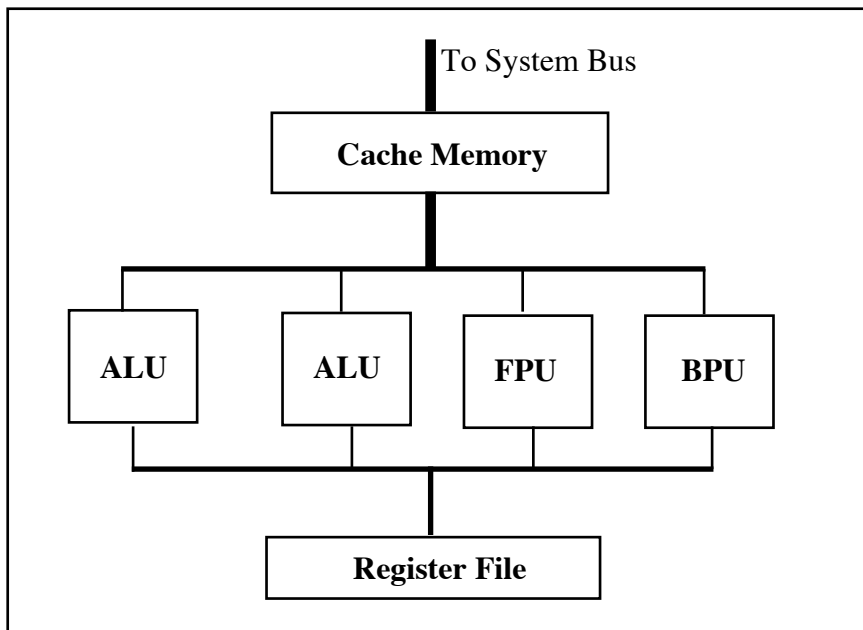 To System Bus
Cache Memory
ALU
ALU
FPU
BPU
Register File